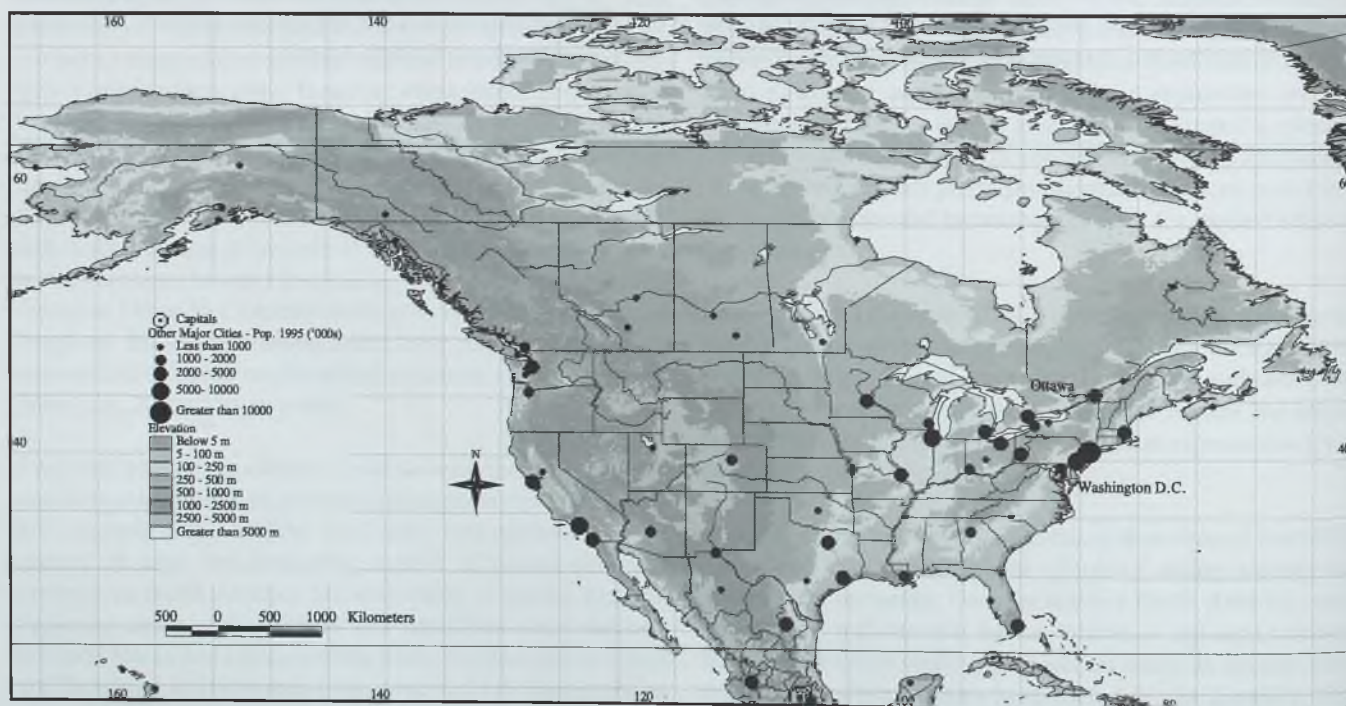 160 140 120 100 80
60 60
Capitals
Other Major Cities - Pop. 1995 ('000s)
Less than 1000
1000 - 2000
2000 - 5000
5000- 10000
Greater than 10000
Elevation
Below 5 m
5 - 100 m
100 - 250 m
250 - 500 m
500 - 1000 m
1000 - 2500 m
2500 - 5000 m
Greater than 5000 m
Ottawa
40 40
N
Washington D.C.
500 0 500 1000 Kilometers
160 140 120 100 80